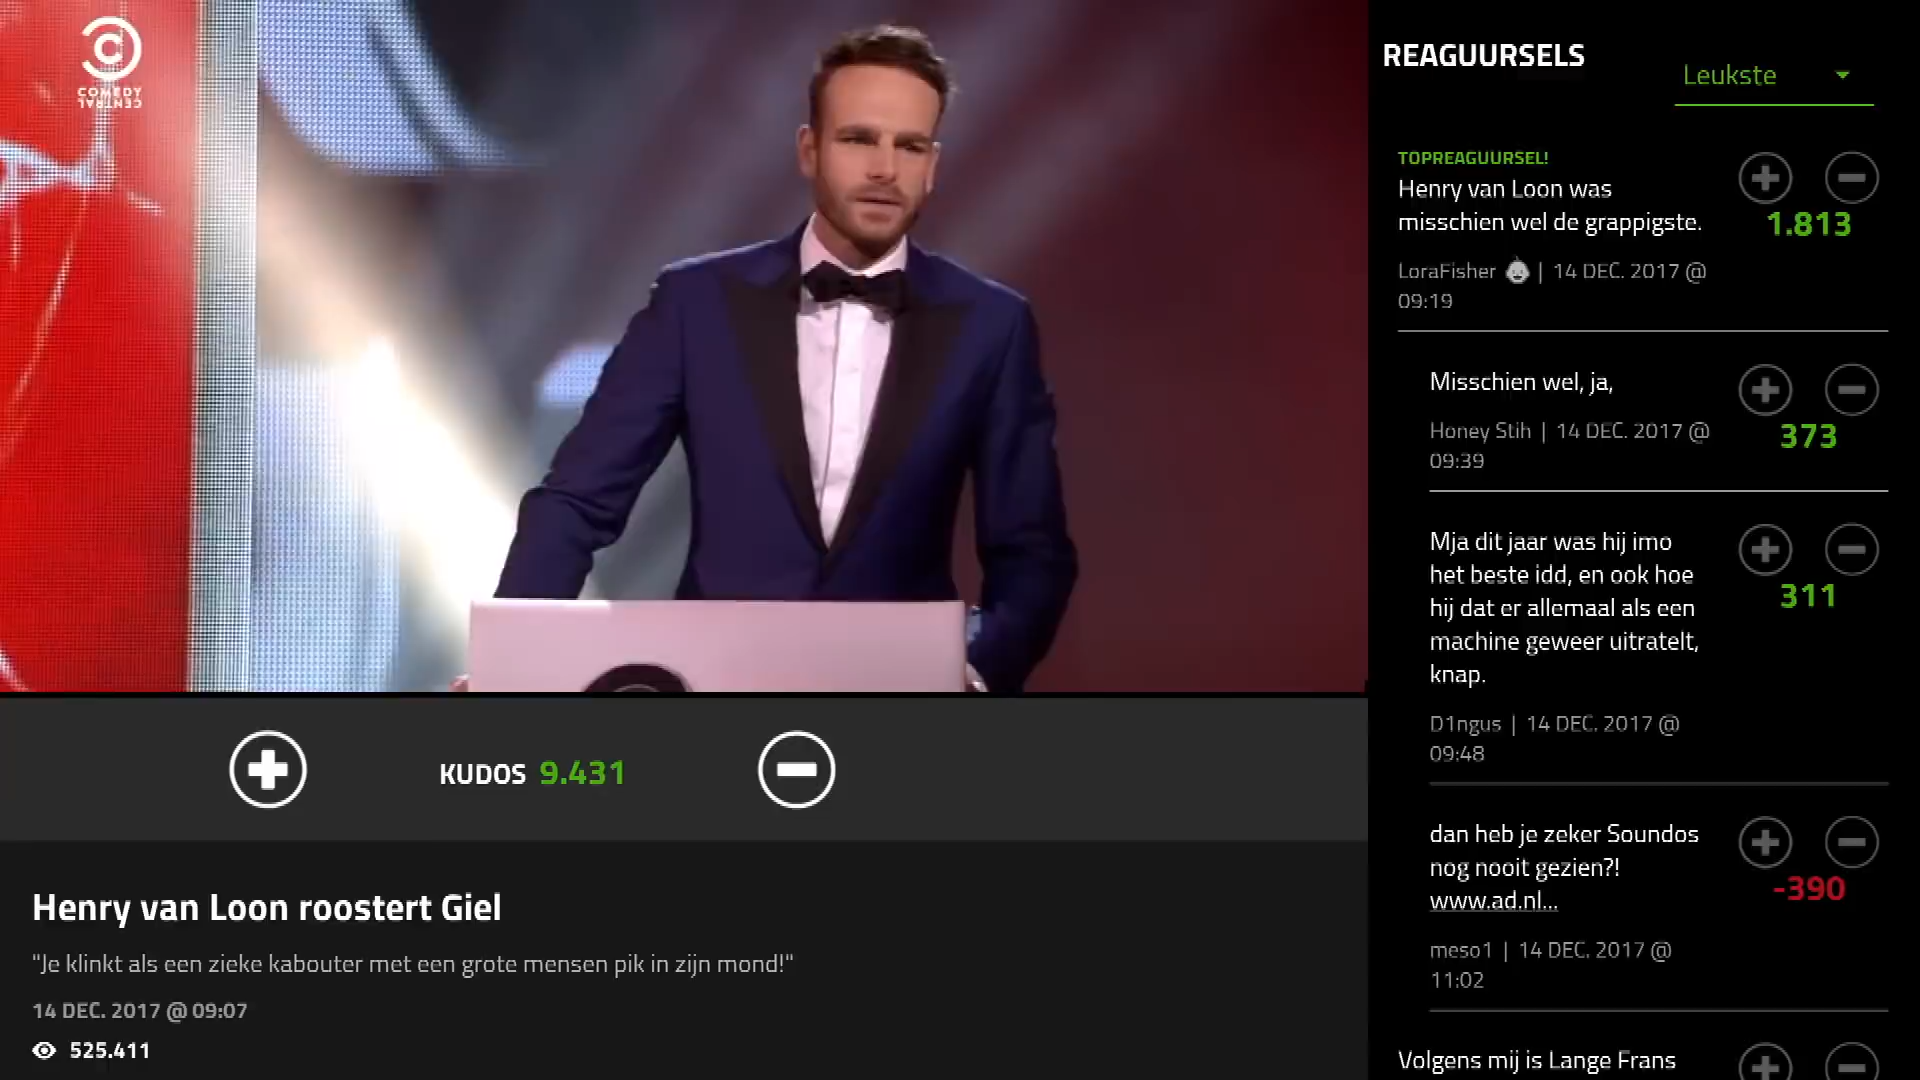 COMEDY
CENTRAL
KUDOS 9.431
Henry van Loon roostert Giel
"Je klinkt als een zieke kabouter met een grote mensen pik in zijn mond!"
14 DEC. 2017 @ 09:07
525.411
REAGUURSELS
Leukste
TOPREAGUURSEL!
Henry van Loon was
misschien wel de grappigste.
1.813
LoraFisher | 14 DEC. 2017 @
09:19
Misschien wel, ja,
373
Honey Stih | 14 DEC. 2017 @
09:39
Mja dit jaar was hij imo
het beste idd, en ook hoe
hij dat er allemaal als een
machine geweer uitratelt,
knap.
311
D1ngus | 14 DEC. 2017 @
09:48
dan heb je zeker Soundos
nog nooit gezien?!
www.ad.nl...
-390
meso1 | 14 DEC. 2017 @
11:02
Volgens mij is Lange Frans